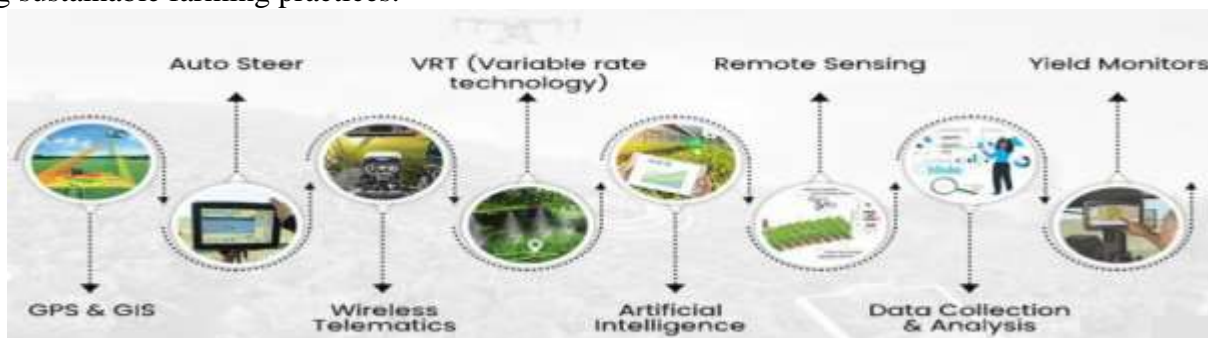 g sustainable farming practices.
Auto Steer
VRT (Variable rate
technology)
Remote Sensing
Yield Monitors
GPS & GIS
Wireless
Telematics
Artificial
Intelligence
Data Collection
& Analysis